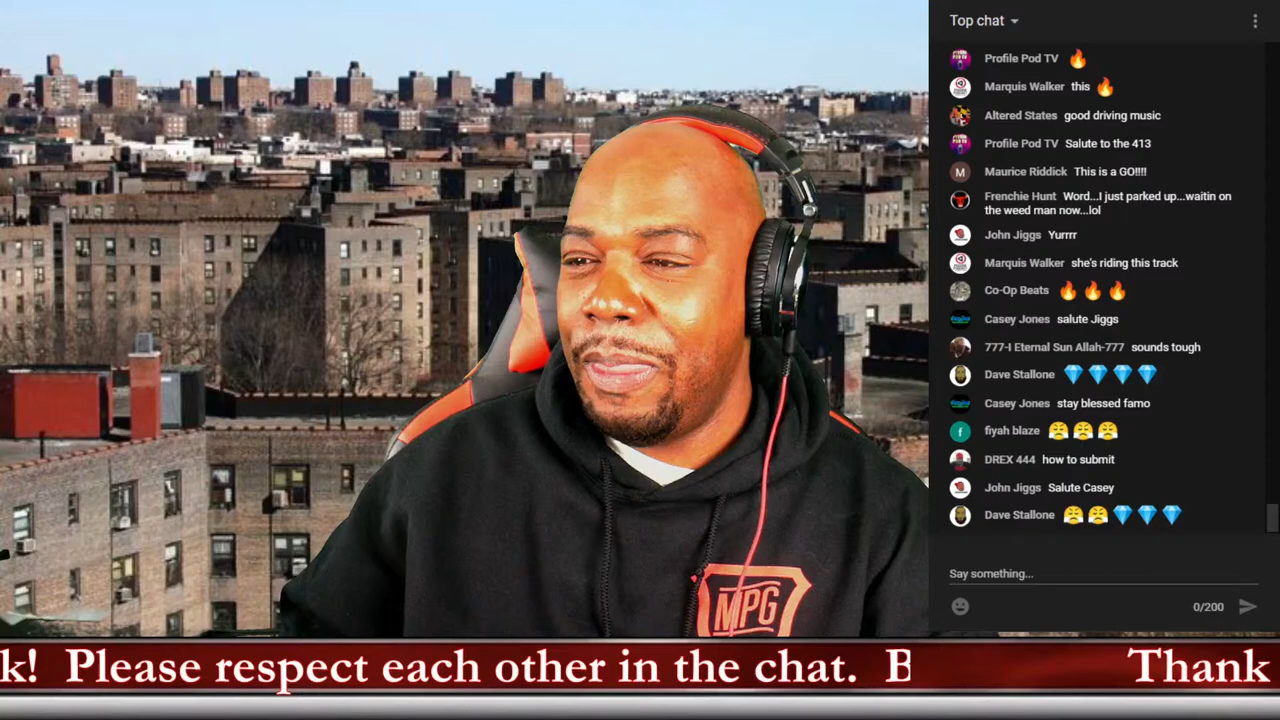 Top chat
Profile Pod TV 🔥
Marquis Walker this 🔥
Altered States good driving music
Profile Pod TV Salute to the 413
M Maurice Riddick This is a GO!!!!
Frenchie Hunt Word...I just parked up...waitin on
the weed man now...lol
John Jiggs Yurrrr
Marquis Walker she's riding this track
Co-Op Beats 🔥🔥🔥
Casey Jones salute Jiggs
777-I Eternal Sun Allah-777 sounds tough
Dave Stallone 💎💎💎💎
Casey Jones stay blessed famo
f fiyah blaze 😤😤😤
DREX 444 how to submit
John Jiggs Salute Casey
Dave Stallone 😤😤💎💎💎
Say something...
0/200
MPG
k! Please respect each other in the chat. B Thank